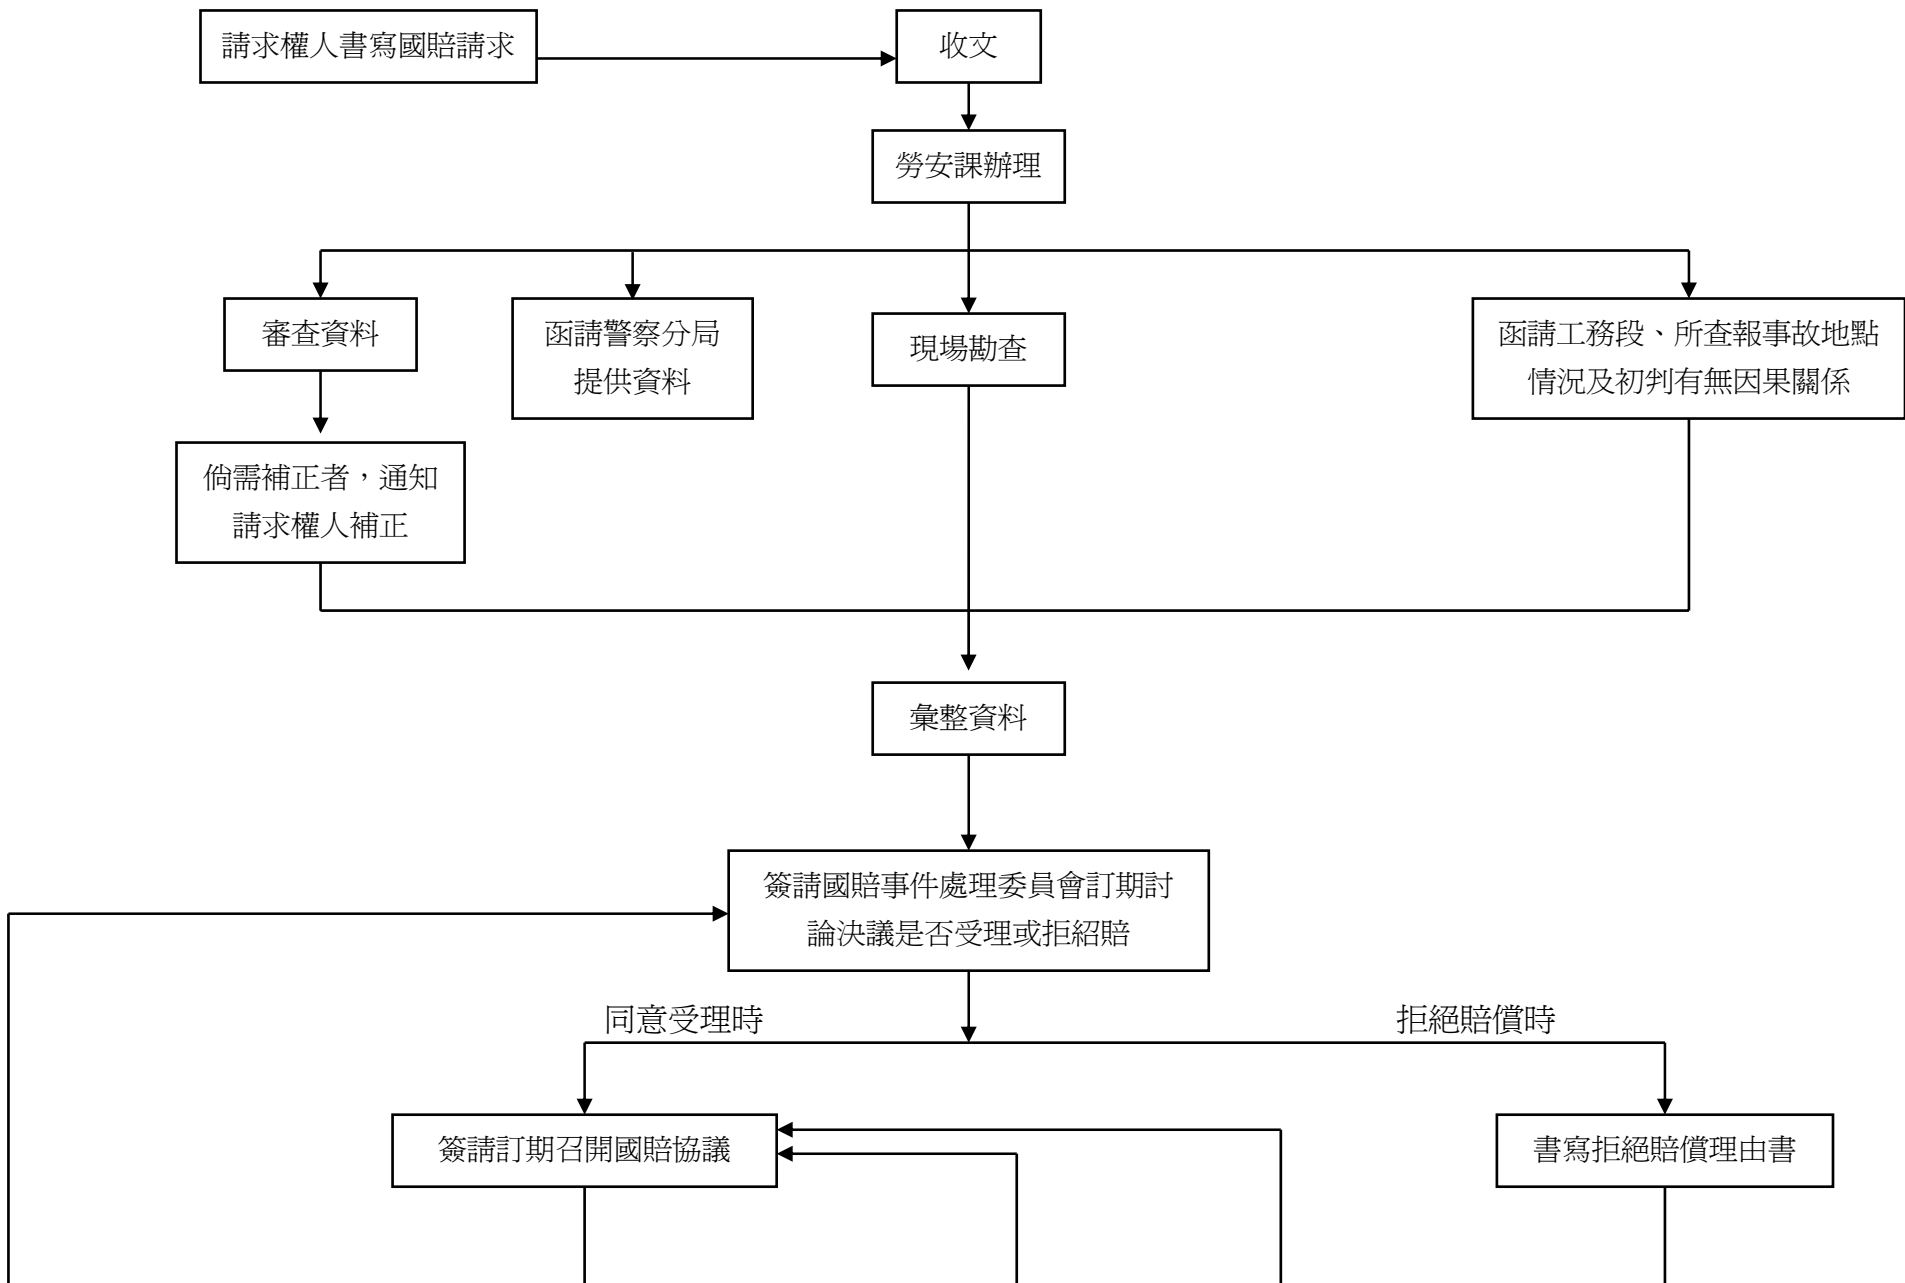 請求權人書寫國賠請求
收文
勞安課辦理
審查資料
函請警察分局
提供資料
現場勘查
函請工務段、所查報事故地點
情況及初判有無因果關係
倘需補正者，通知
請求權人補正
彙整資料
簽請國賠事件處理委員會訂期討
論決議是否受理或拒紹賠
同意受理時
拒絕賠償時
簽請訂期召開國賠協議
書寫拒絕賠償理由書